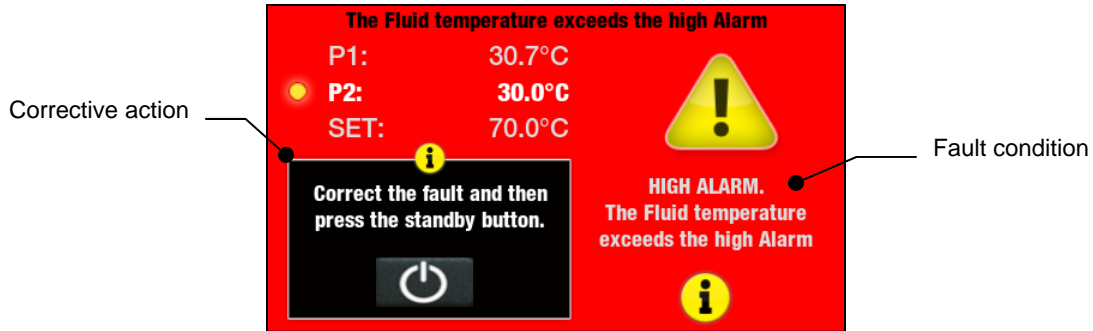 The Fluid temperature exceeds the high Alarm
P1: 30.7°C
P2: 30.0°C
SET: 70.0°C
Corrective action
i
Correct the fault and then
press the standby button.
!
Fault condition
HIGH ALARM.
The Fluid temperature
exceeds the high Alarm
i